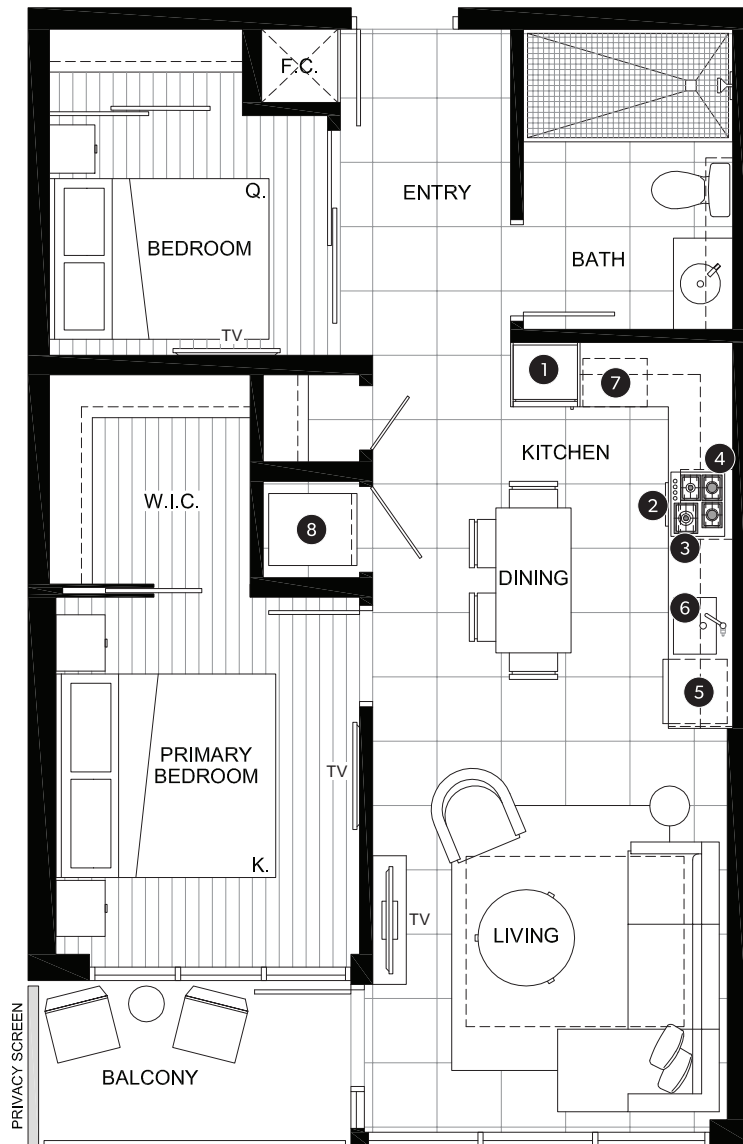 F.C.
ENTRY
Q.
BEDROOM
BATH
TV
1
7
KITCHEN
4
W.I.C.
2
8
3
DINING
6
5
PRIMARY
BEDROOM
TV
K.
TV
LIVING
PRIVACY SCREEN
BALCONY